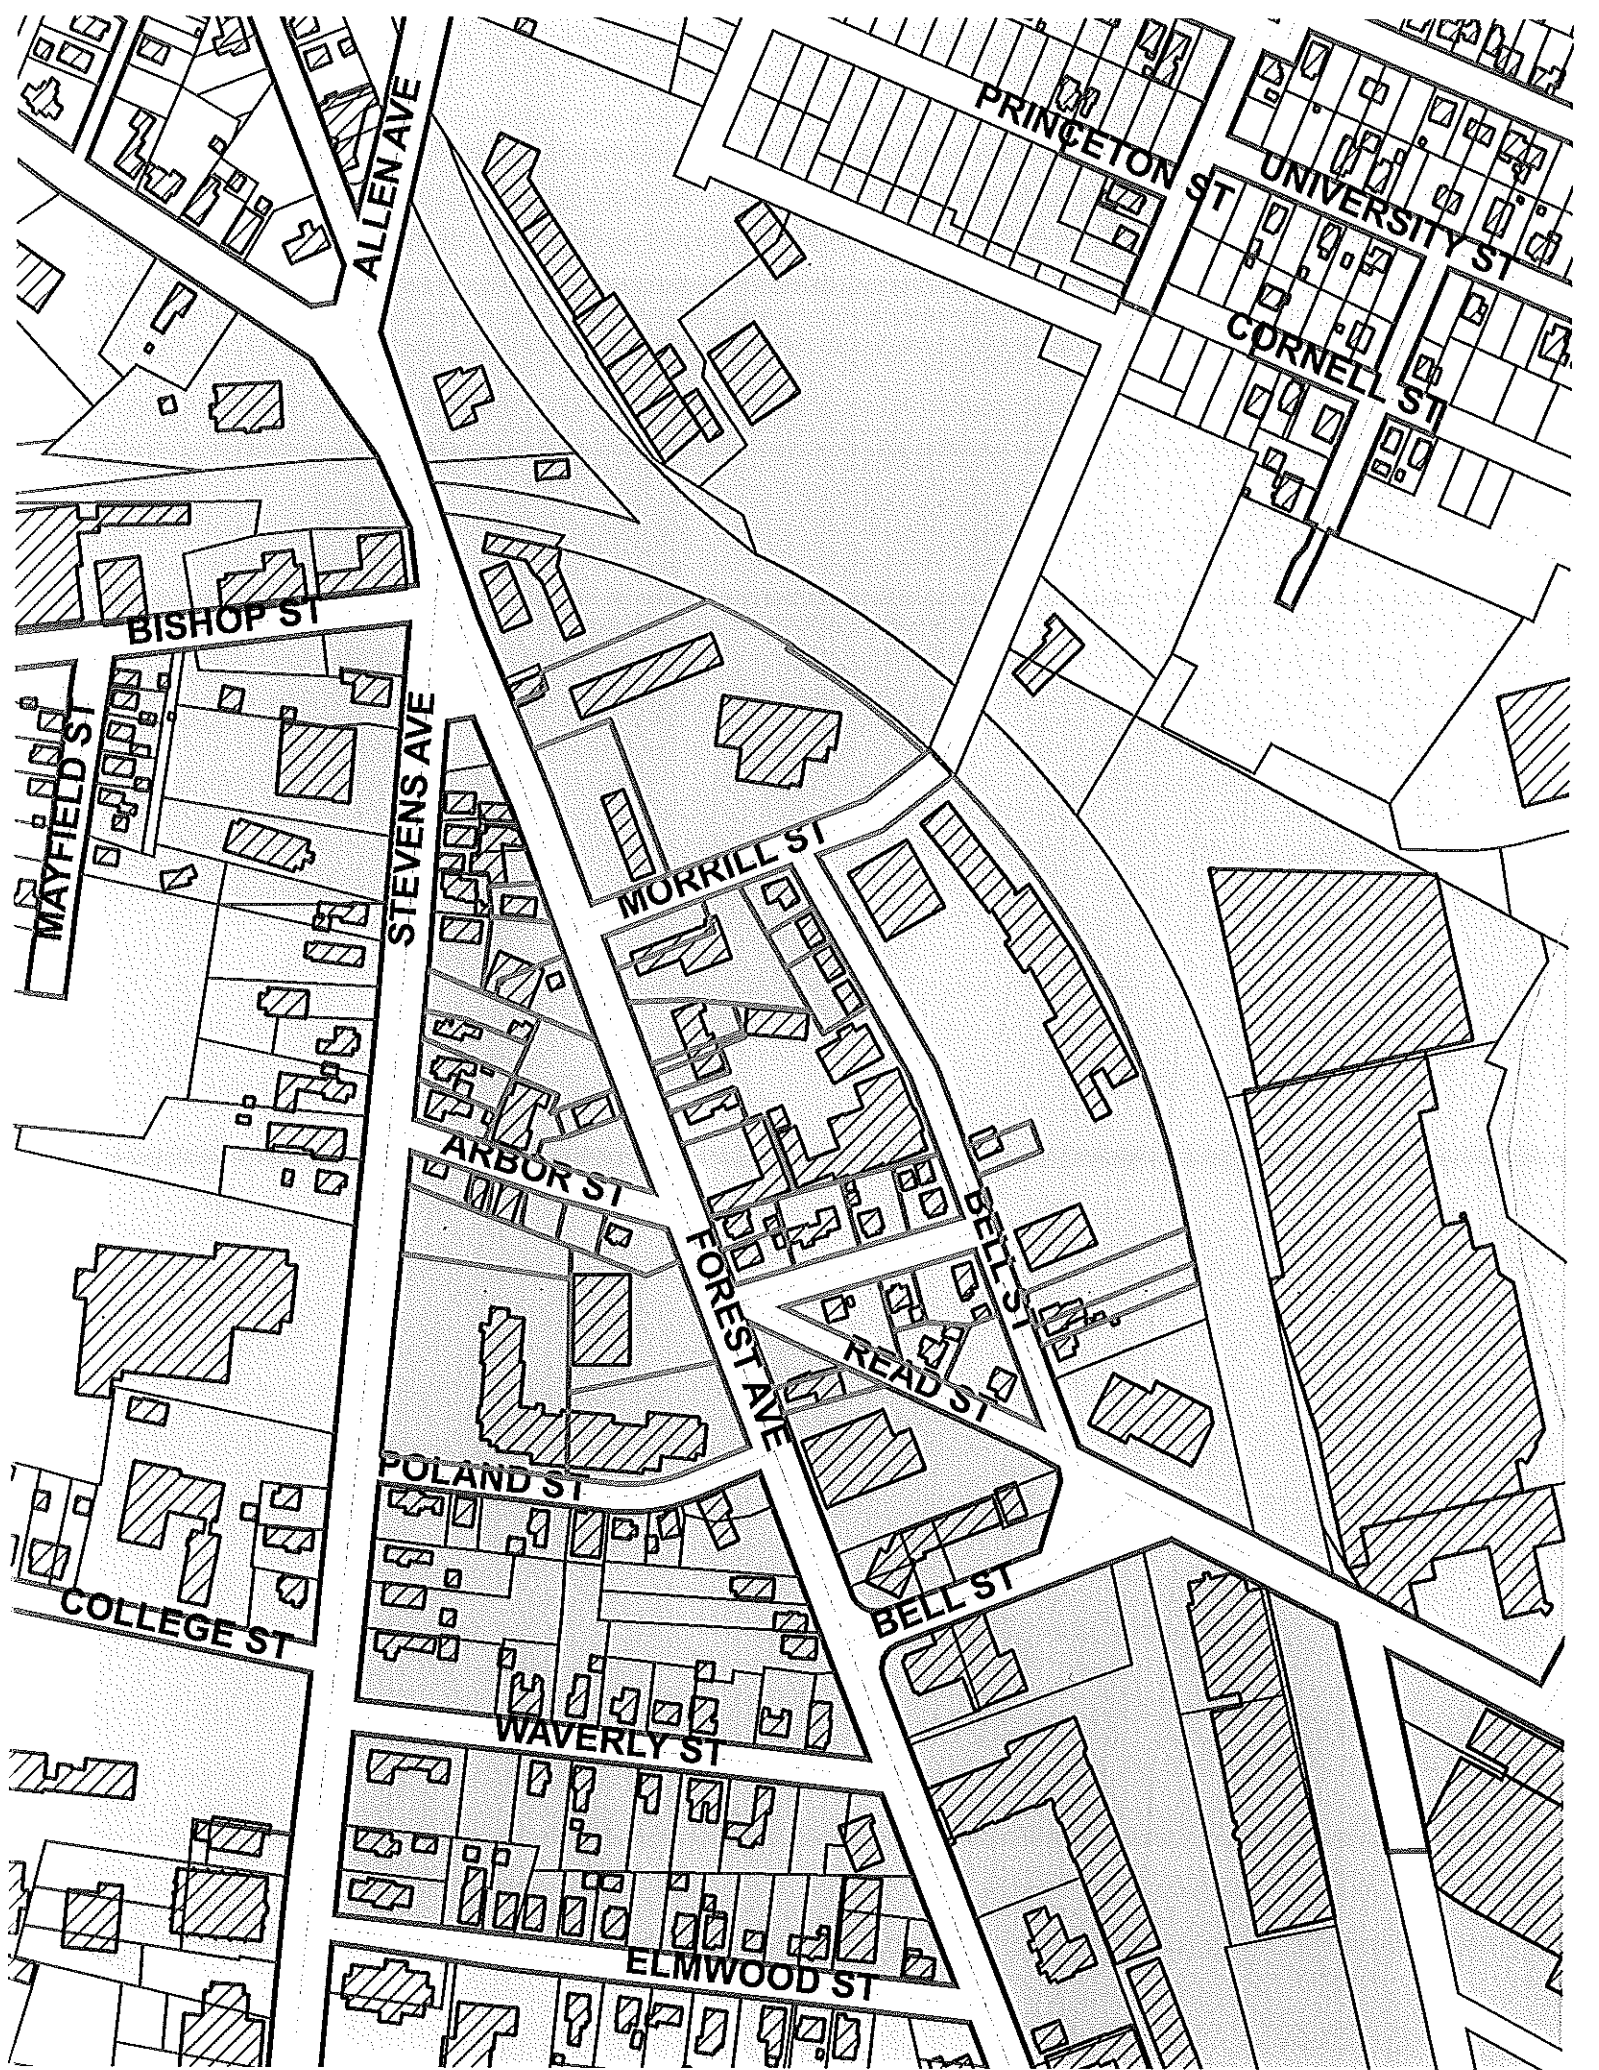 ALLEN AVE
PRINCETON ST
UNIVERSITY ST
CORNELL ST
BISHOP ST
MAYFIELD ST
STEVENS AVE
MORRILL ST
ARBOR ST
FOREST AVE
BELL ST
READ ST
POLAND ST
COLLEGE ST
BELL ST
WAVERLY ST
ELMWOOD ST